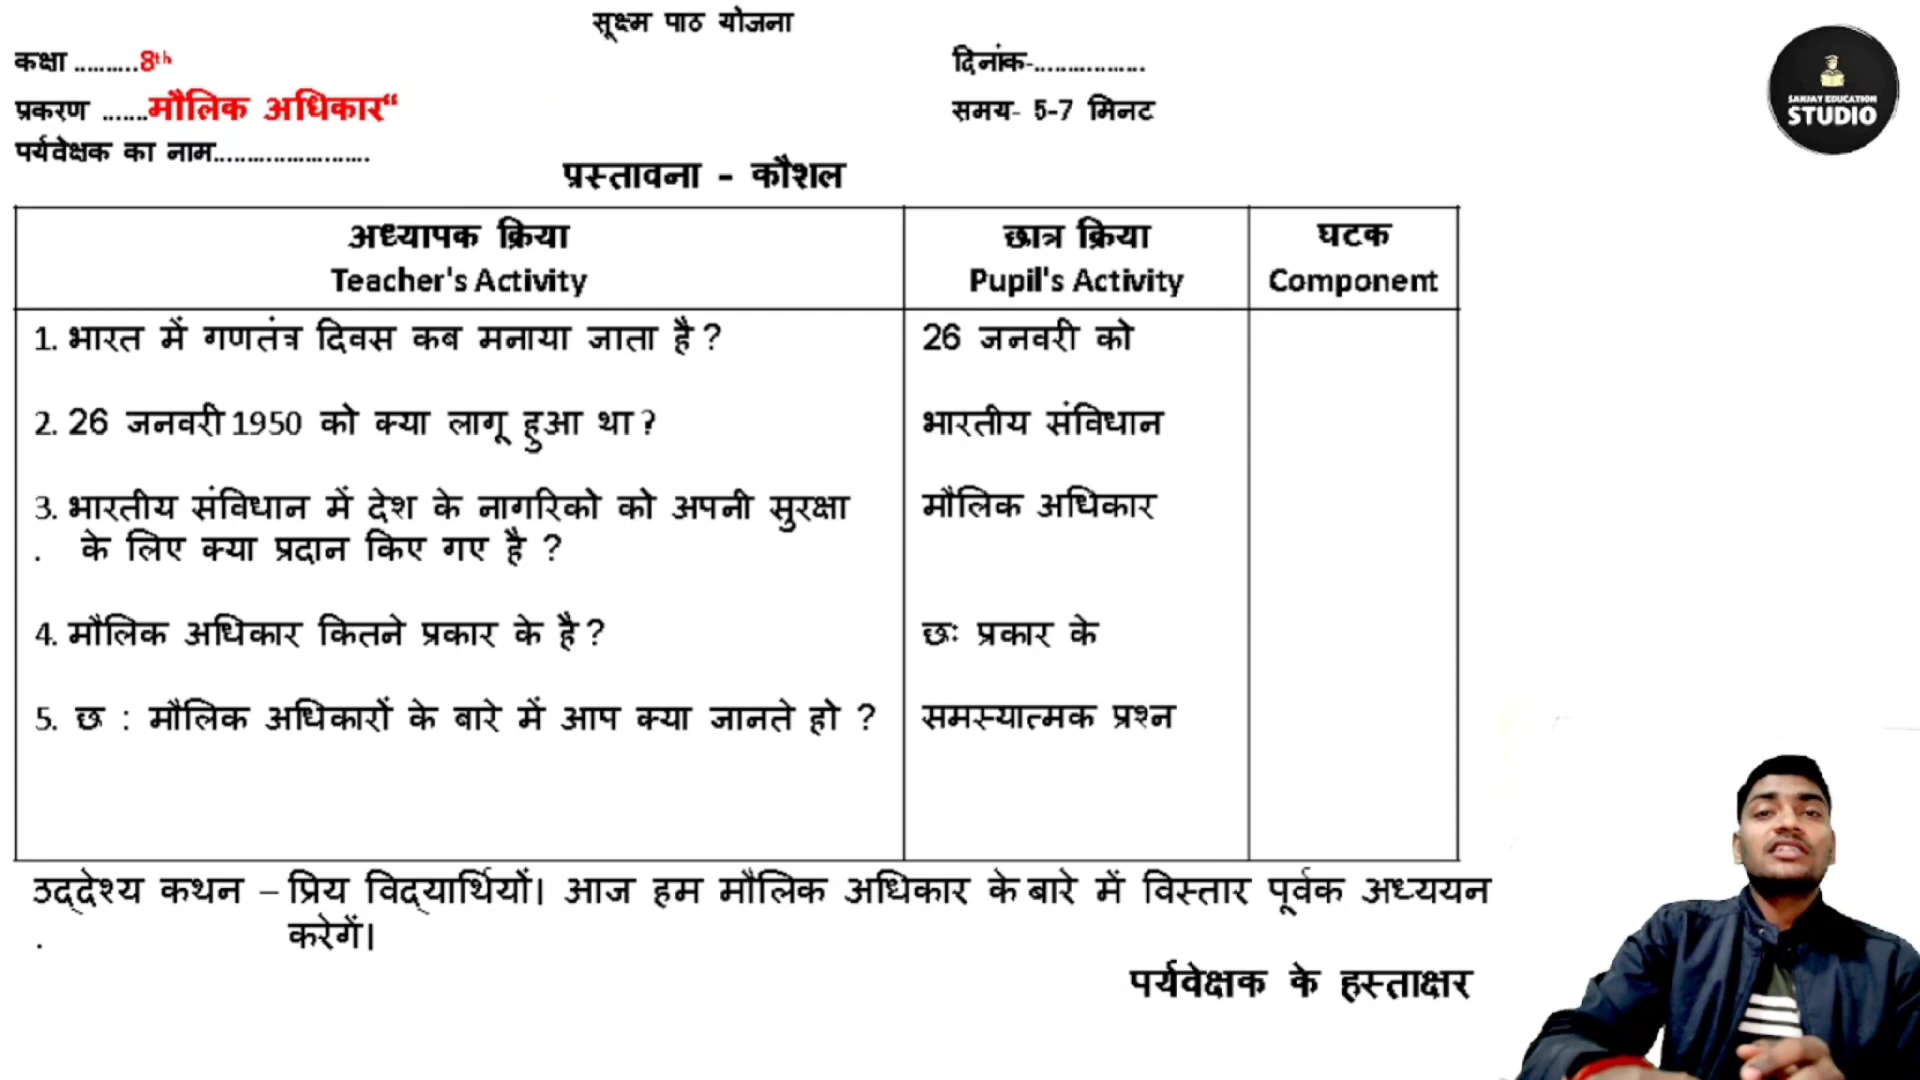 सूक्ष्म पाठ योजना
कक्षा ..........8th
दिनांक-.................
प्रकरण .......मौलिक अधिकार“
समय- 5-7 मिनट
SANJAY EDUCATION
STUDIO
पर्यवेक्षक का नाम.......................
प्रस्तावना - कौशल
अध्यापक क्रिया
Teacher's Activity
छात्र क्रिया
Pupil's Activity
घटक
Component
1. भारत में गणतंत्र दिवस कब मनाया जाता है ?
26 जनवरी को
2. 26 जनवरी 1950 को क्या लागू हुआ था ?
भारतीय संविधान
3. भारतीय संविधान में देश के नागरिको को अपनी सुरक्षा
. के लिए क्या प्रदान किए गए है ?
मौलिक अधिकार
4. मौलिक अधिकार कितने प्रकार के है ?
छः प्रकार के
5. छ : मौलिक अधिकारों के बारे में आप क्या जानते हो ?
समस्यात्मक प्रश्न
उद्देश्य कथन – प्रिय विद्यार्थियों। आज हम मौलिक अधिकार के बारे में विस्तार पूर्वक अध्ययन
. करेगें।
पर्यवेक्षक के हस्ताक्षर